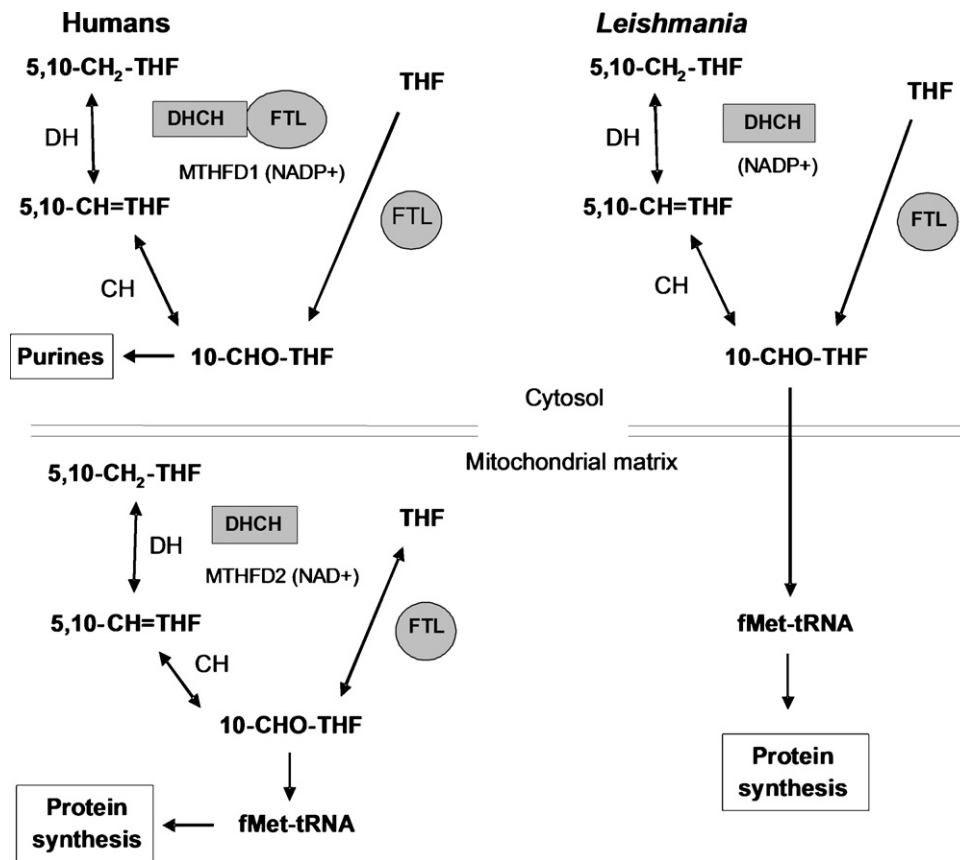 Humans
5,10-CH₂-THF
THF
DHCH
FTL
DH
MTHFD1 (NADP+)
5,10-CH=THF
FTL
CH
Purines
10-CHO-THF
Leishmania
5,10-CH₂-THF
THF
DHCH
DH
(NADP+)
5,10-CH=THF
FTL
CH
10-CHO-THF
Cytosol
Mitochondrial matrix
5,10-CH₂-THF
THF
DHCH
DH
MTHFD2 (NAD+)
5,10-CH=THF
FTL
CH
10-CHO-THF
Protein
synthesis
fMet-tRNA
fMet-tRNA
Protein
synthesis